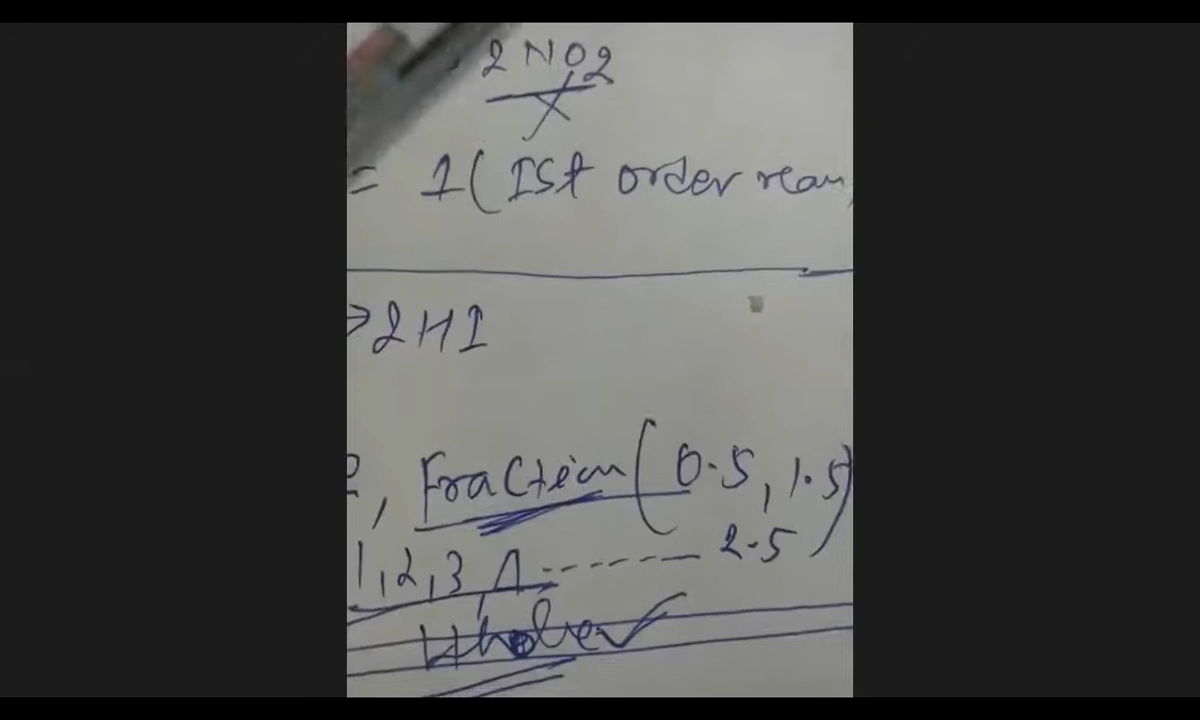 2NO2
= 1 (Ist order rean
→ 2HI
, Fraction (0.5, 1.5)
1, 2, 3, 4 ------- 2.5
Whole